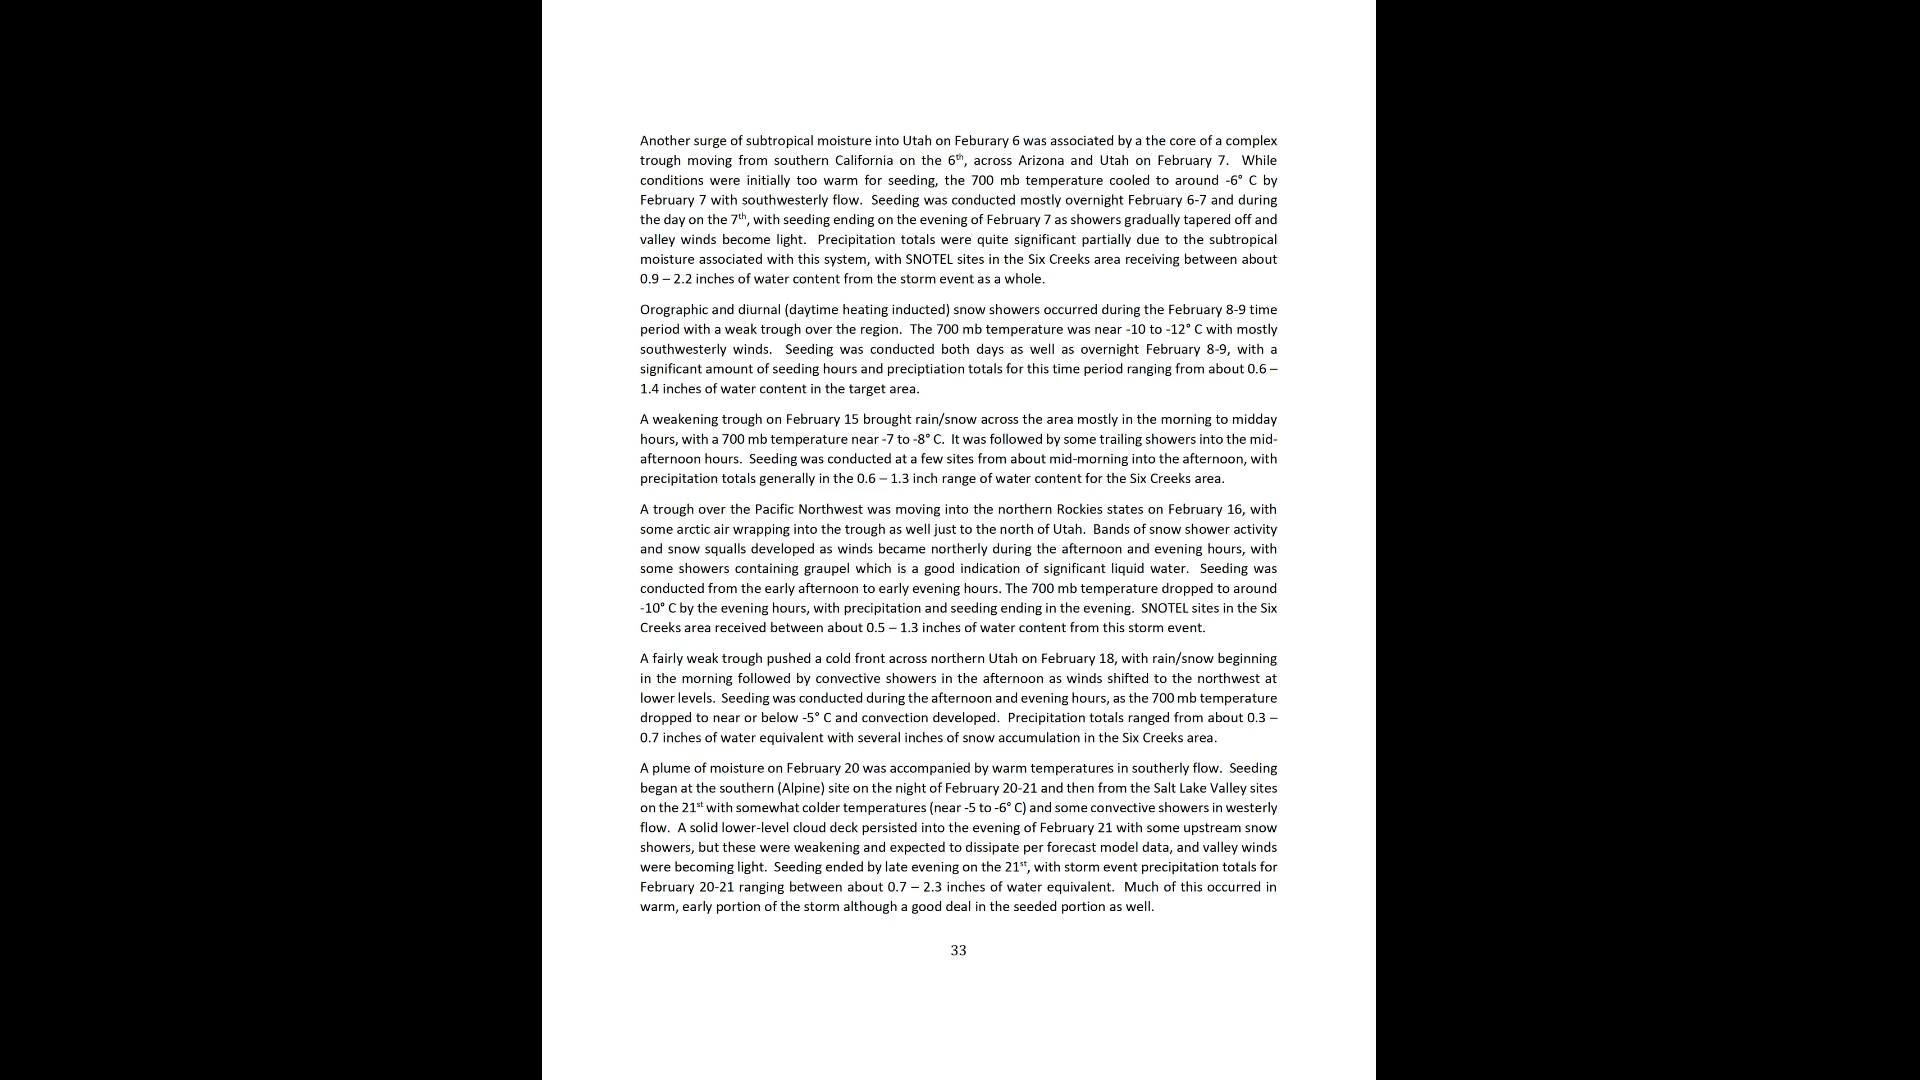 Another surge of subtropical moisture into Utah on Feburary 6 was associated by a the core of a complex
trough moving from southern California on the 6th, across Arizona and Utah on February 7. While
conditions were initially too warm for seeding, the 700 mb temperature cooled to around -6° C by
February 7 with southwesterly flow. Seeding was conducted mostly overnight February 6-7 and during
the day on the 7th, with seeding ending on the evening of February 7 as showers gradually tapered off and
valley winds become light. Precipitation totals were quite significant partially due to the subtropical
moisture associated with this system, with SNOTEL sites in the Six Creeks area receiving between about
0.9 – 2.2 inches of water content from the storm event as a whole.
Orographic and diurnal (daytime heating inducted) snow showers occurred during the February 8-9 time
period with a weak trough over the region. The 700 mb temperature was near -10 to -12° C with mostly
southwesterly winds. Seeding was conducted both days as well as overnight February 8-9, with a
significant amount of seeding hours and preciptiation totals for this time period ranging from about 0.6 –
1.4 inches of water content in the target area.
A weakening trough on February 15 brought rain/snow across the area mostly in the morning to midday
hours, with a 700 mb temperature near -7 to -8° C. It was followed by some trailing showers into the mid-
afternoon hours. Seeding was conducted at a few sites from about mid-morning into the afternoon, with
precipitation totals generally in the 0.6 – 1.3 inch range of water content for the Six Creeks area.
A trough over the Pacific Northwest was moving into the northern Rockies states on February 16, with
some arctic air wrapping into the trough as well just to the north of Utah. Bands of snow shower activity
and snow squalls developed as winds became northerly during the afternoon and evening hours, with
some showers containing graupel which is a good indication of significant liquid water. Seeding was
conducted from the early afternoon to early evening hours. The 700 mb temperature dropped to around
-10° C by the evening hours, with precipitation and seeding ending in the evening. SNOTEL sites in the Six
Creeks area received between about 0.5 – 1.3 inches of water content from this storm event.
A fairly weak trough pushed a cold front across northern Utah on February 18, with rain/snow beginning
in the morning followed by convective showers in the afternoon as winds shifted to the northwest at
lower levels. Seeding was conducted during the afternoon and evening hours, as the 700 mb temperature
dropped to near or below -5° C and convection developed. Precipitation totals ranged from about 0.3 –
0.7 inches of water equivalent with several inches of snow accumulation in the Six Creeks area.
A plume of moisture on February 20 was accompanied by warm temperatures in southerly flow. Seeding
began at the southern (Alpine) site on the night of February 20-21 and then from the Salt Lake Valley sites
on the 21st with somewhat colder temperatures (near -5 to -6° C) and some convective showers in westerly
flow. A solid lower-level cloud deck persisted into the evening of February 21 with some upstream snow
showers, but these were weakening and expected to dissipate per forecast model data, and valley winds
were becoming light. Seeding ended by late evening on the 21st, with storm event precipitation totals for
February 20-21 ranging between about 0.7 – 2.3 inches of water equivalent. Much of this occurred in
warm, early portion of the storm although a good deal in the seeded portion as well.
33